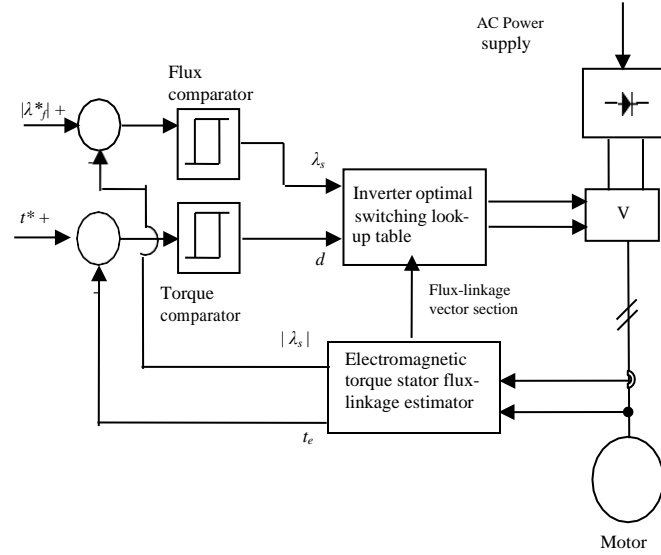 AC Power
supply
Flux
comparator
|λ*f| +
-
λs
Inverter optimal
switching look-
up table
V
t* +
-
d
Torque
comparator
Flux-linkage
vector section
| λs |
Electromagnetic
torque stator flux-
linkage estimator
te
Motor